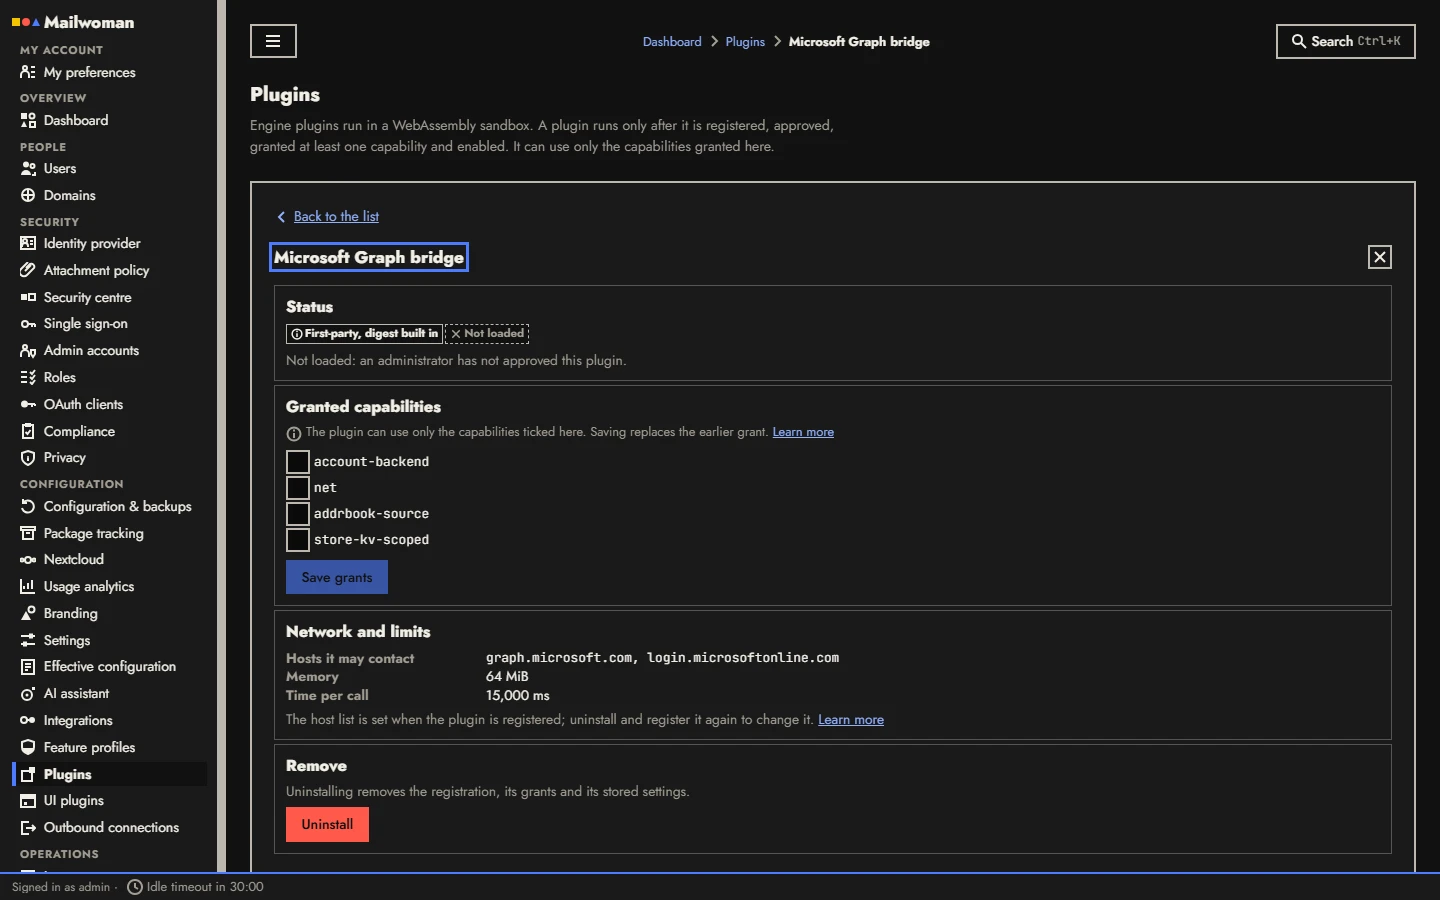 Mailwoman
MY ACCOUNT
My preferences
OVERVIEW
Dashboard
PEOPLE
Users
Domains
SECURITY
Identity provider
Attachment policy
Security centre
Single sign-on
Admin accounts
Roles
OAuth clients
Compliance
Privacy
CONFIGURATION
Configuration & backups
Package tracking
Nextcloud
Usage analytics
Branding
Settings
Effective configuration
AI assistant
Integrations
Feature profiles
Plugins
UI plugins
Outbound connections
OPERATIONS
Dashboard > Plugins > Microsoft Graph bridge
Search Ctrl+K
Plugins
Engine plugins run in a WebAssembly sandbox. A plugin runs only after it is registered, approved,
granted at least one capability and enabled. It can use only the capabilities granted here.
Back to the list
Microsoft Graph bridge
Status
First-party, digest built in Not loaded
Not loaded: an administrator has not approved this plugin.
Granted capabilities
The plugin can use only the capabilities ticked here. Saving replaces the earlier grant. Learn more
account-backend
net
addrbook-source
store-kv-scoped
Save grants
Network and limits
Hosts it may contact graph.microsoft.com, login.microsoftonline.com
Memory 64 MiB
Time per call 15,000 ms
The host list is set when the plugin is registered; uninstall and register it again to change it. Learn more
Remove
Uninstalling removes the registration, its grants and its stored settings.
Uninstall
Signed in as admin · Idle timeout in 30:00